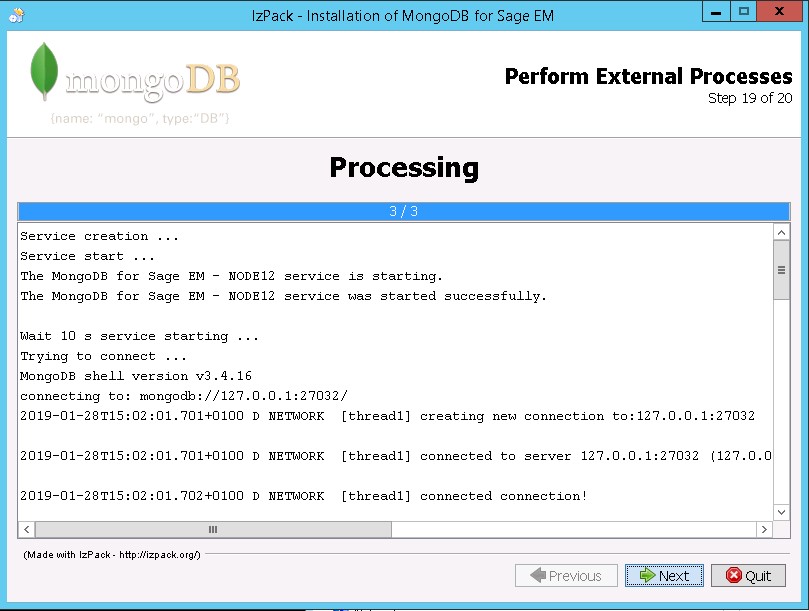 IzPack - Installation of MongoDB for Sage EM
mongoDB
{name: "mongo", type:"DB"}
Perform External Processes
Step 19 of 20
Processing
3 / 3
Service creation ...
Service start ...
The MongoDB for Sage EM - NODE12 service is starting.
The MongoDB for Sage EM - NODE12 service was started successfully.
Wait 10 s service starting ...
Trying to connect ...
MongoDB shell version v3.4.16
connecting to: mongodb://127.0.0.1:27032/
2019-01-28T15:02:01.701+0100 D NETWORK  [thread1] creating new connection to:127.0.0.1:27032
2019-01-28T15:02:01.701+0100 D NETWORK  [thread1] connected to server 127.0.0.1:27032 (127.0.0
2019-01-28T15:02:01.702+0100 D NETWORK  [thread1] connected connection!
(Made with IzPack - http://izpack.org/)
Previous
Next
Quit